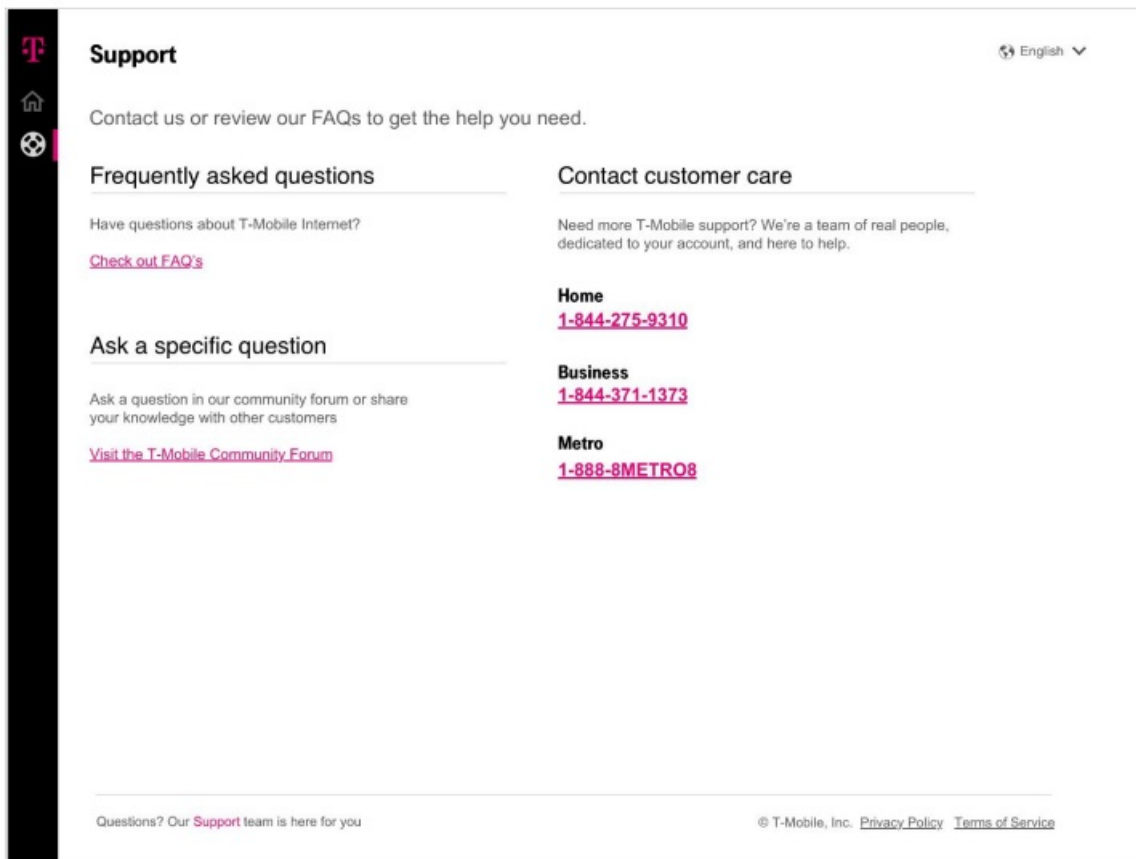 T
Support
English
Contact us or review our FAQs to get the help you need.
Frequently asked questions
Have questions about T-Mobile Internet?
Check out FAQ's
Ask a specific question
Ask a question in our community forum or share
your knowledge with other customers
Visit the T-Mobile Community Forum
Contact customer care
Need more T-Mobile support? We're a team of real people,
dedicated to your account, and here to help.
Home
1-844-275-9310
Business
1-844-371-1373
Metro
1-888-8METRO8
Questions? Our Support team is here for you
© T-Mobile, Inc. Privacy Policy Terms of Service